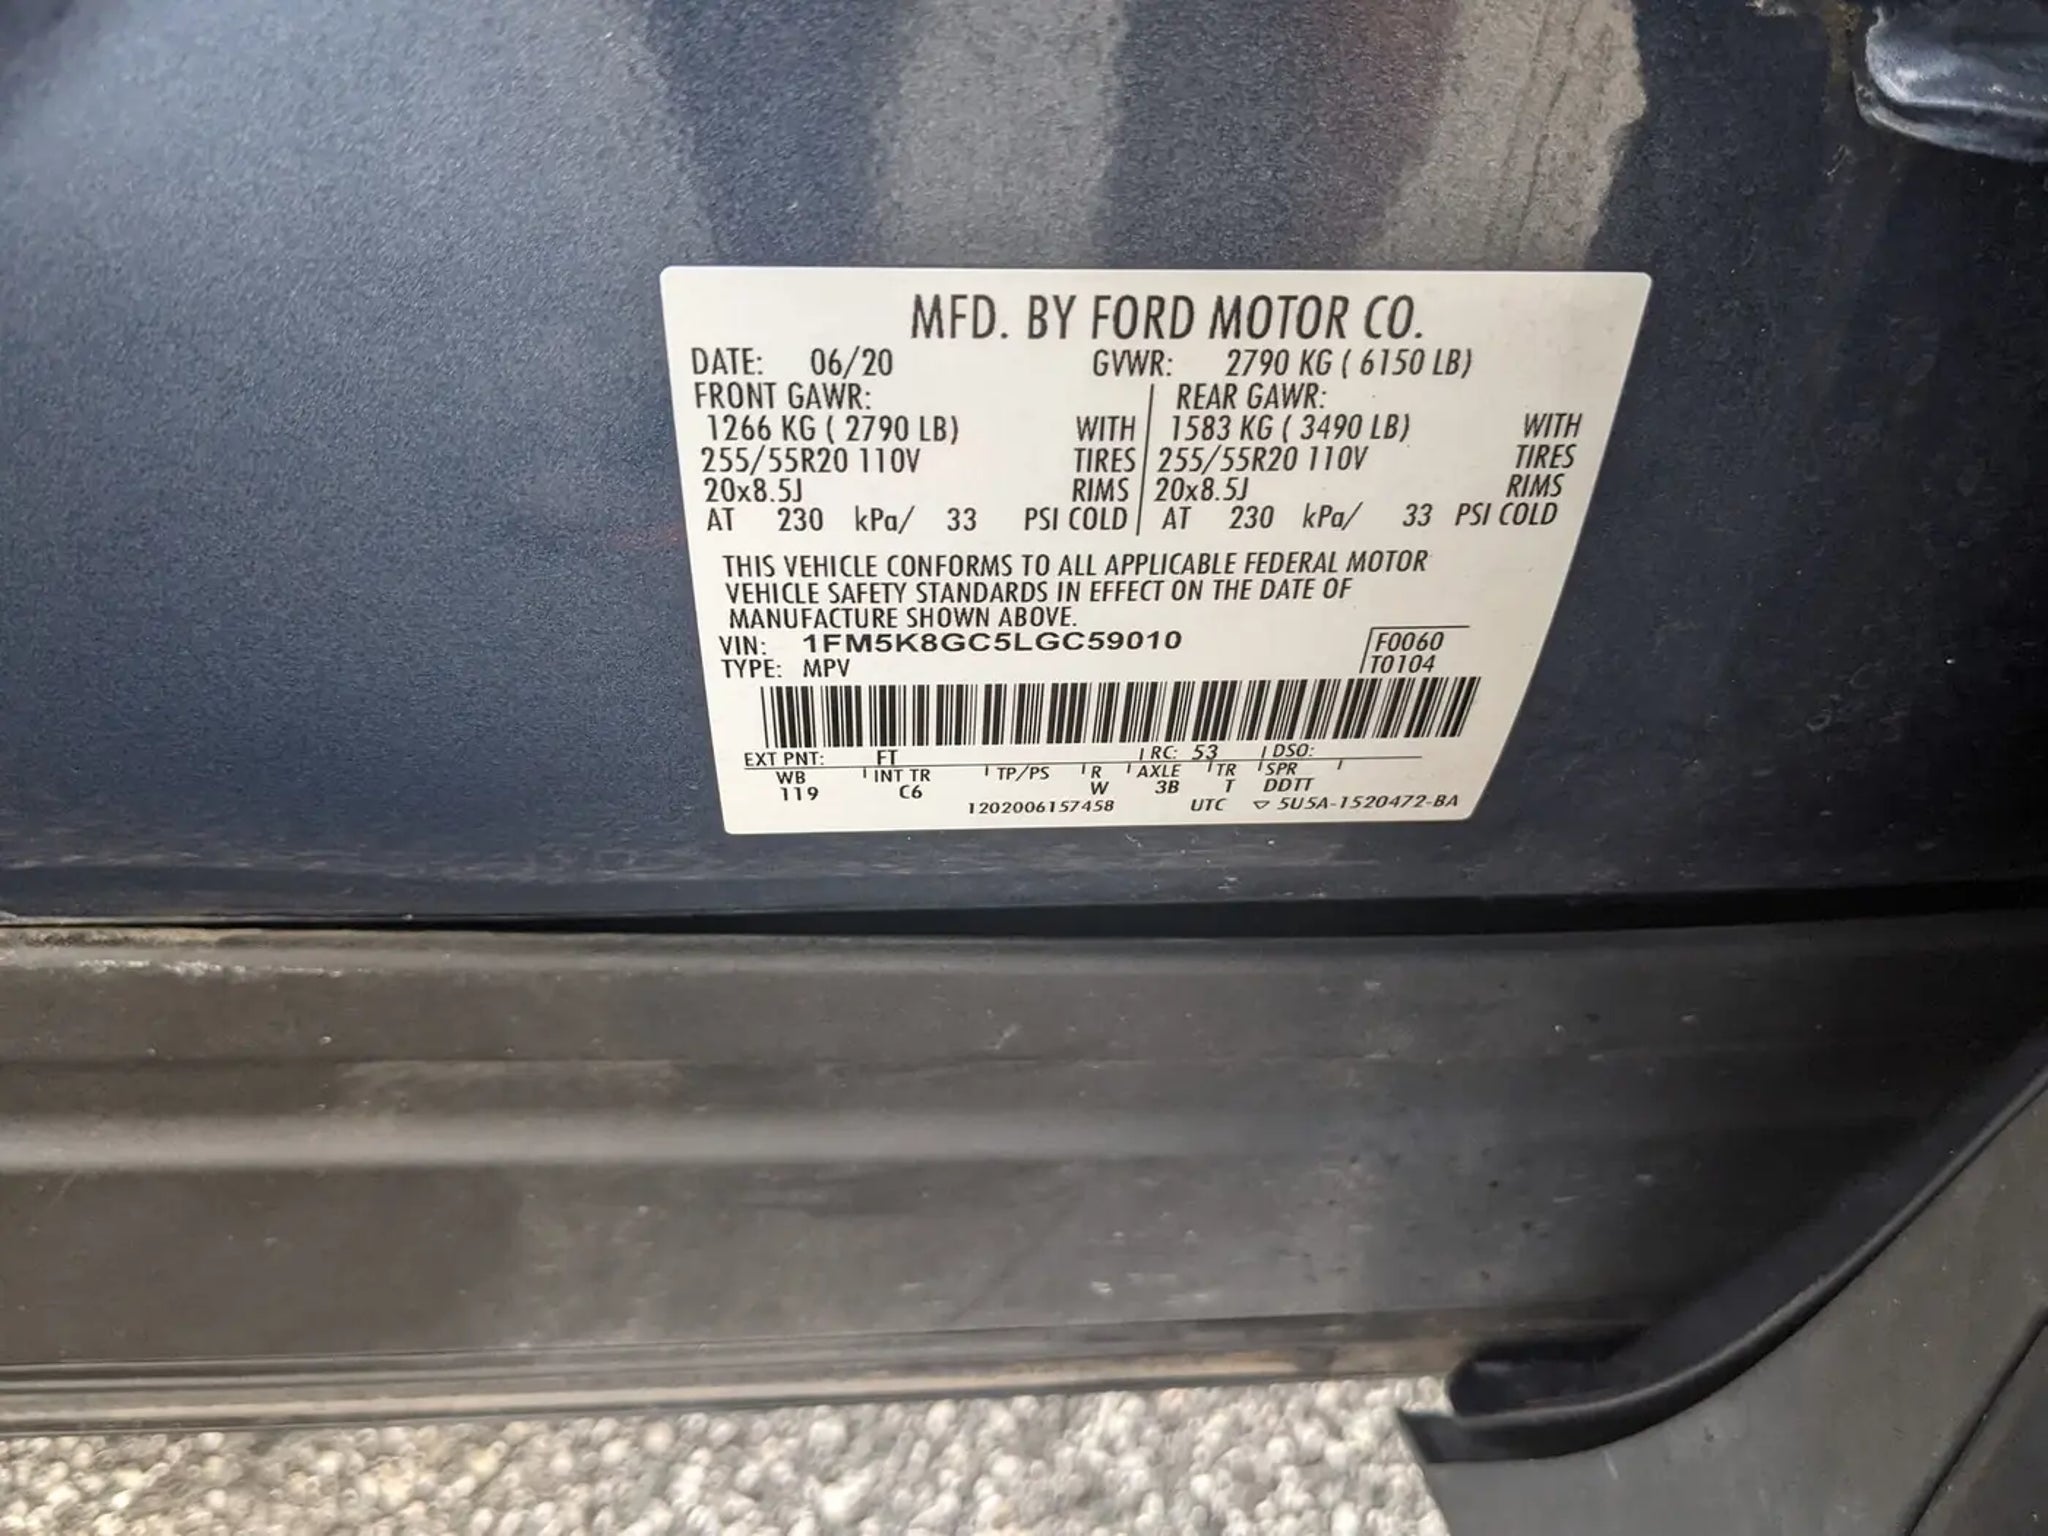 MFD. BY FORD MOTOR CO.
DATE: 06/20 GVWR: 2790 KG ( 6150 LB)
FRONT GAWR: REAR GAWR:
1266 KG ( 2790 LB) WITH 1583 KG ( 3490 LB) WITH
255/55R20 110V TIRES 255/55R20 110V TIRES
20x8.5J RIMS 20x8.5J RIMS
AT 230 kPa/ 33 PSI COLD AT 230 kPa/ 33 PSI COLD
THIS VEHICLE CONFORMS TO ALL APPLICABLE FEDERAL MOTOR
VEHICLE SAFETY STANDARDS IN EFFECT ON THE DATE OF
MANUFACTURE SHOWN ABOVE.
VIN: 1FM5K8GC5LGC59010 F0060
TYPE: MPV T0104
EXT PNT: FT RC: 53 DSO:
WB INT TR TP/PS R AXLE TR SPR
119 C6 W 3B T DDTT
1202006157458 UTC ▽ 5U5A-1520472-BA